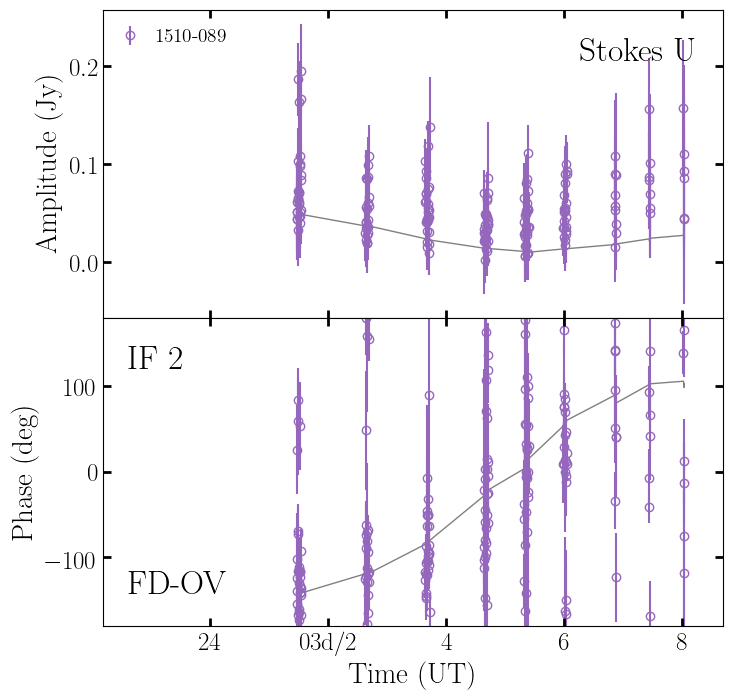 1510-089
Stokes U
0.2
0.1
0.0
Amplitude (Jy)
IF 2
100
0
−100
Phase (deg)
FD-OV
24
03d/2
4
6
8
Time (UT)